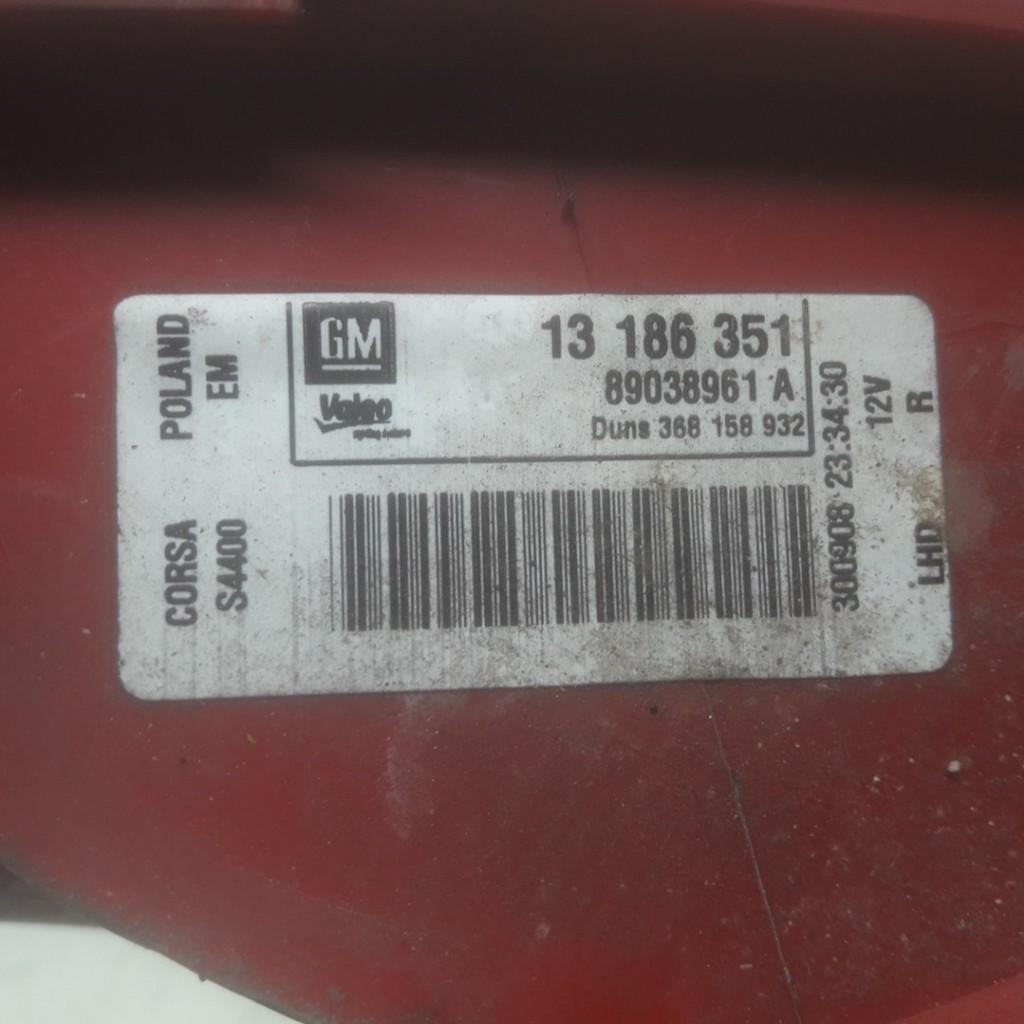 POLAND
EM
CORSA
S4400
GM
Valeo
13 186 351
89038961 A
Duns 368 158 932
300908 23:34:30
12V
R
LHD